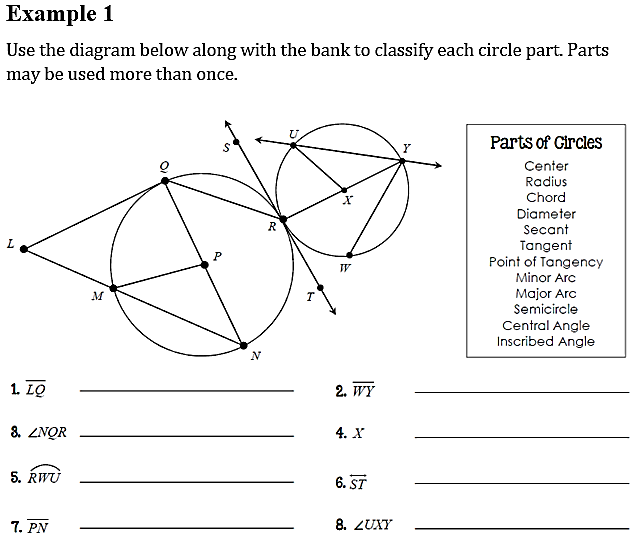 Example 1
Use the diagram below along with the bank to classify each circle part. Parts
may be used more than once.
S
U
Y
Q
X
R
L
P
W
M
T
N
Parts of Circles
Center
Radius
Chord
Diameter
Secant
Tangent
Point of Tangency
Minor Arc
Major Arc
Semicircle
Central Angle
Inscribed Angle
1. LQ
2. WY
8. ∠NQR
4. X
5. RWU
6. ST
7. PN
8. ∠UXY